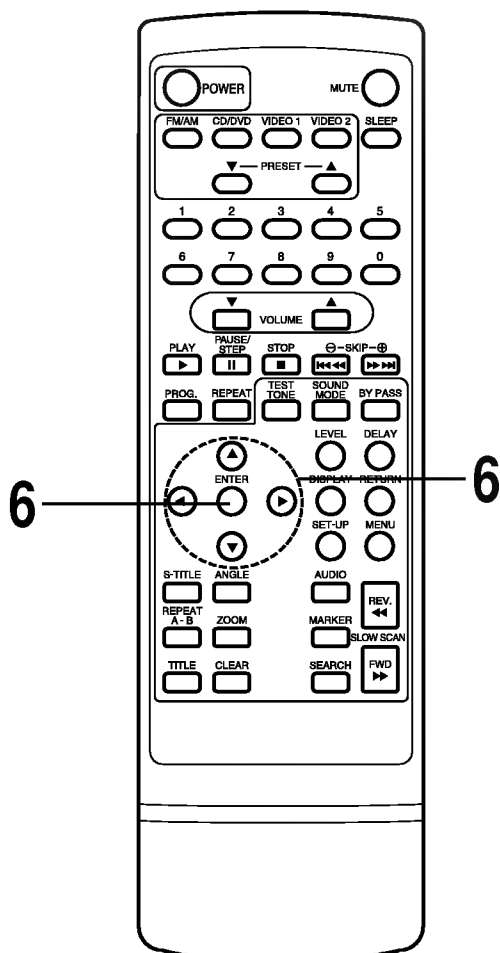 POWER MUTE
FM/AM CD/DVD VIDEO 1 VIDEO 2 SLEEP
▼ — PRESET — ▲
1 2 3 4 5
6 7 8 9 0
▼ VOLUME ▲
PLAY PAUSE/STEP STOP ⊖-SKIP-⊕
PROG. REPEAT TEST TONE SOUND MODE BY PASS
LEVEL DELAY
ENTER DISPLAY RETURN
6 6
SET-UP MENU
S-TITLE ANGLE AUDIO REV.
REPEAT A - B ZOOM MARKER SLOW SCAN
TITLE CLEAR SEARCH FWD